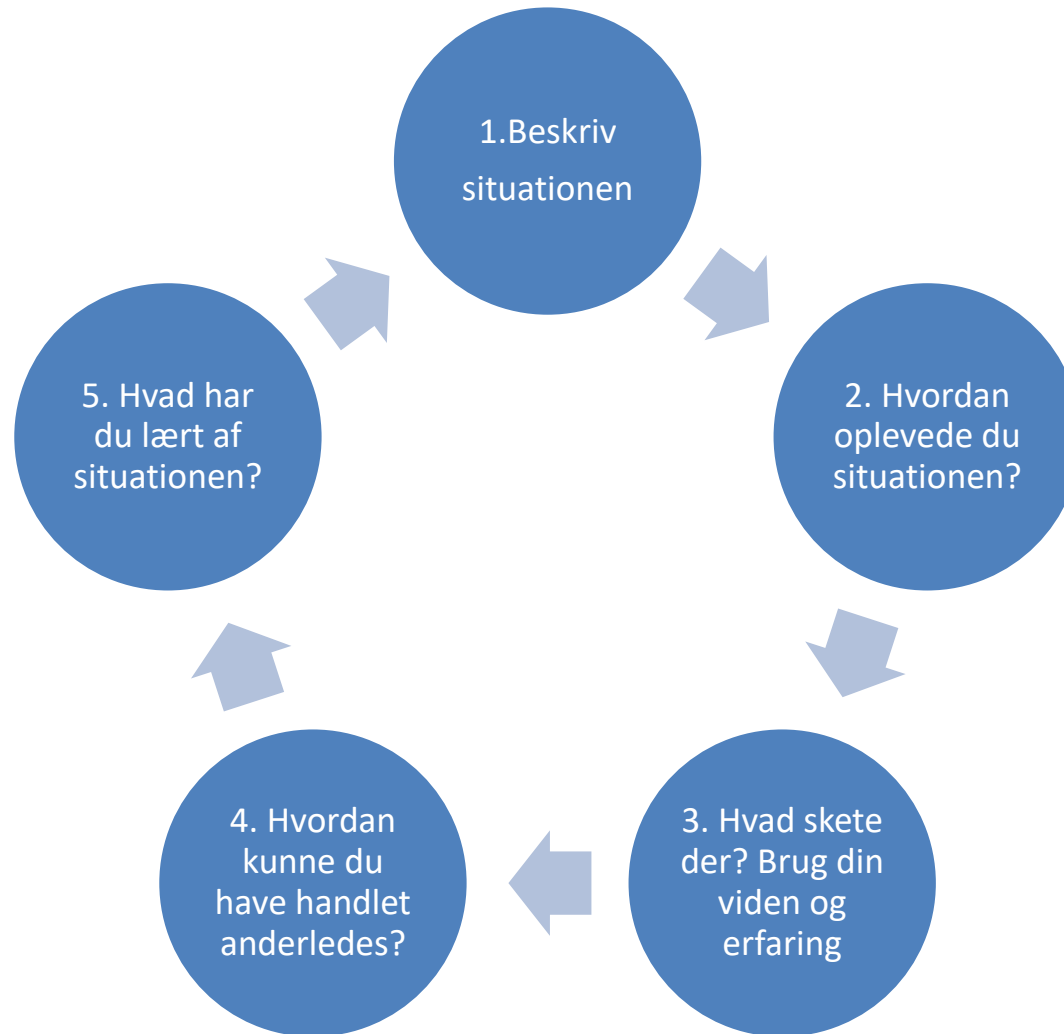 1.Beskriv
situationen
2. Hvordan
oplevede du
situationen?
3. Hvad skete
der? Brug din
viden og
erfaring
4. Hvordan
kunne du
have handlet
anderledes?
5. Hvad har
du lært af
situationen?